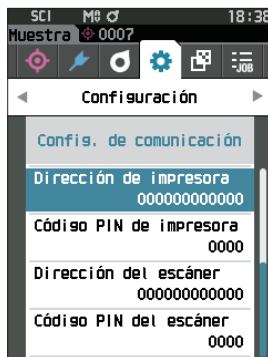 SCI M0 18:38
Muestra 0007
-JOB
Configuración
Config. de comunicación
Dirección de impresora
000000000000
Código PIN de impresora
0000
Dirección del escáner
000000000000
Código PIN del escáner
0000